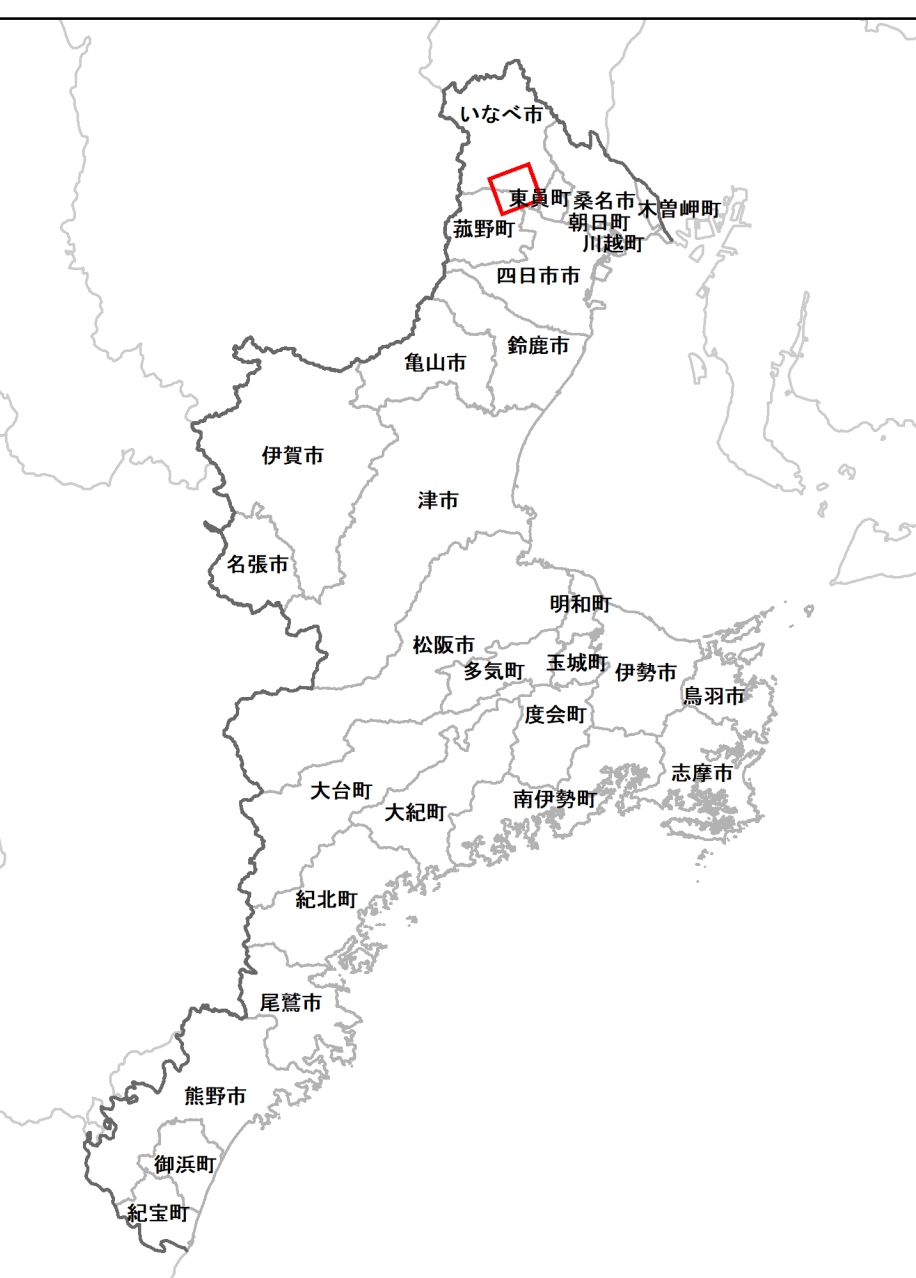 いなべ市
東員町
桑名市
木曽岬町
朝日町
菰野町
川越町
四日市市
鈴鹿市
亀山市
伊賀市
津市
名張市
明和町
松阪市
多気町
玉城町
伊勢市
鳥羽市
度会町
志摩市
大台町
南伊勢町
大紀町
紀北町
尾鷲市
熊野市
御浜町
紀宝町